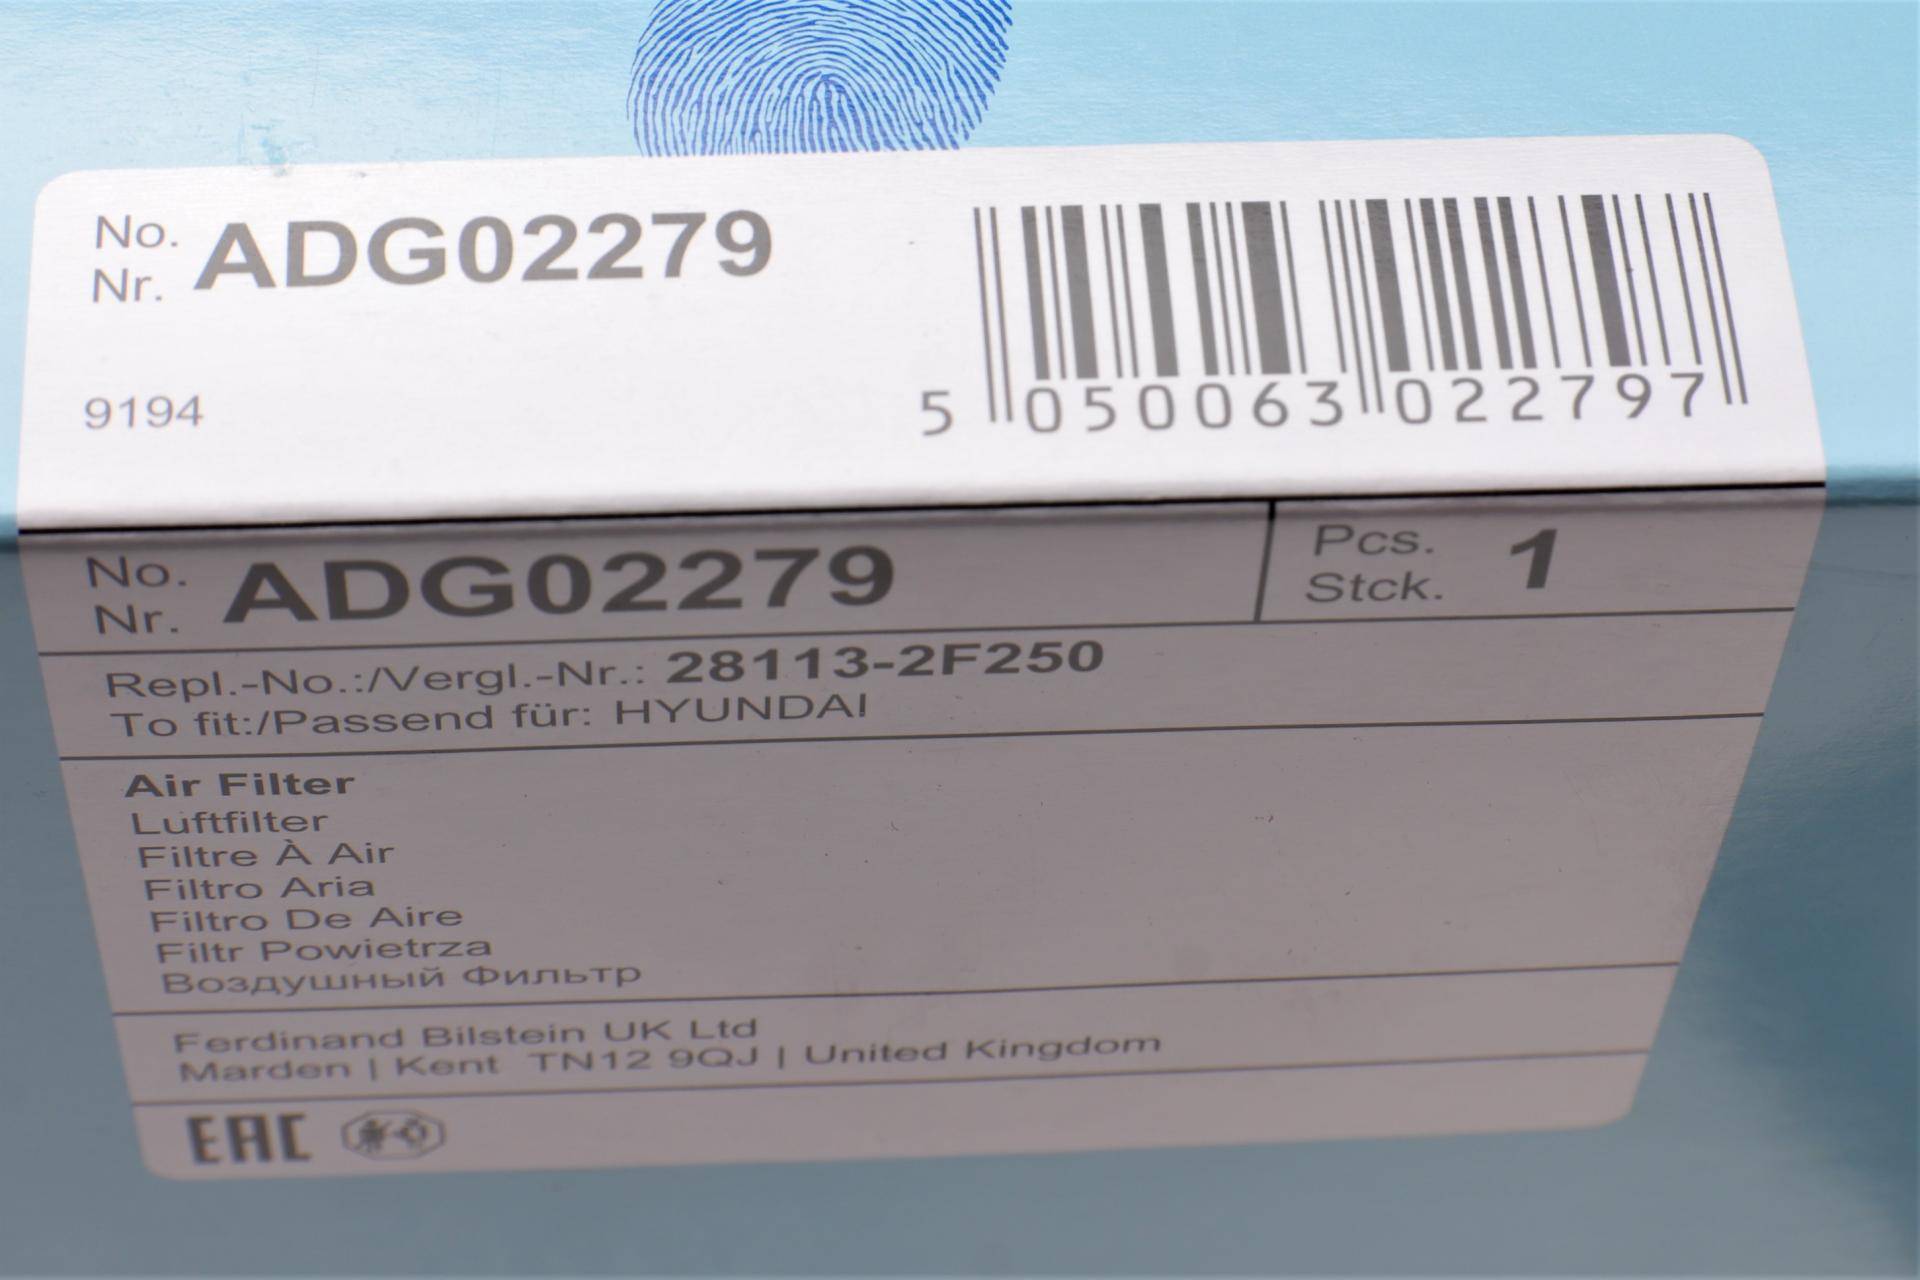 No. ADG02279
Nr.
9194
5 050063 022797
No. ADG02279
Nr.
Pcs. 1
Stck.
Repl.-No.:/Vergl.-Nr.: 28113-2F250
To fit:/Passend für: HYUNDAI
Air Filter
Luftfilter
Filtre À Air
Filtro Aria
Filtro De Aire
Filtr Powietrza
Воздушный Фильтр
Ferdinand Bilstein UK Ltd
Marden | Kent TN12 9QJ | United Kingdom
EAC